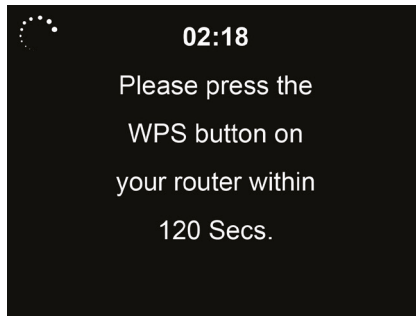 02:18
Please press the
WPS button on
your router within
120 Secs.